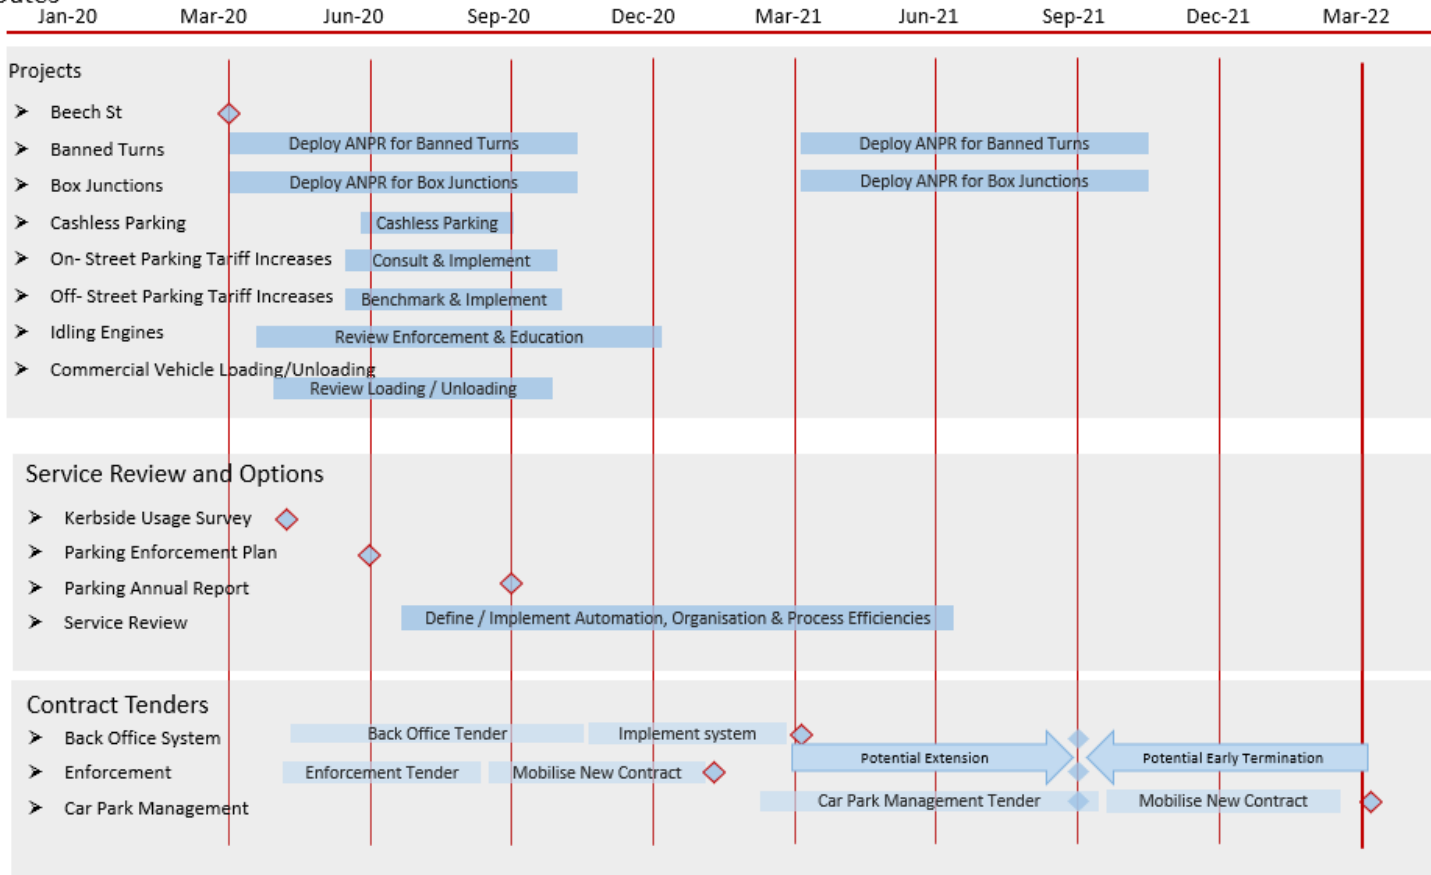 Jan-20 Mar-20 Jun-20 Sep-20 Dec-20 Mar-21 Jun-21 Sep-21 Dec-21 Mar-22
Projects
Beech St
Banned Turns Deploy ANPR for Banned Turns Deploy ANPR for Banned Turns
Box Junctions Deploy ANPR for Box Junctions Deploy ANPR for Box Junctions
Cashless Parking Cashless Parking
On- Street Parking Tariff Increases Consult & Implement
Off- Street Parking Tariff Increases Benchmark & Implement
Idling Engines Review Enforcement & Education
Commercial Vehicle Loading/Unloading
Review Loading / Unloading
Service Review and Options
Kerbside Usage Survey
Parking Enforcement Plan
Parking Annual Report
Service Review Define / Implement Automation, Organisation & Process Efficiencies
Contract Tenders
Back Office System Back Office Tender Implement system
Potential Extension Potential Early Termination
Enforcement Enforcement Tender Mobilise New Contract
Car Park Management Car Park Management Tender Mobilise New Contract